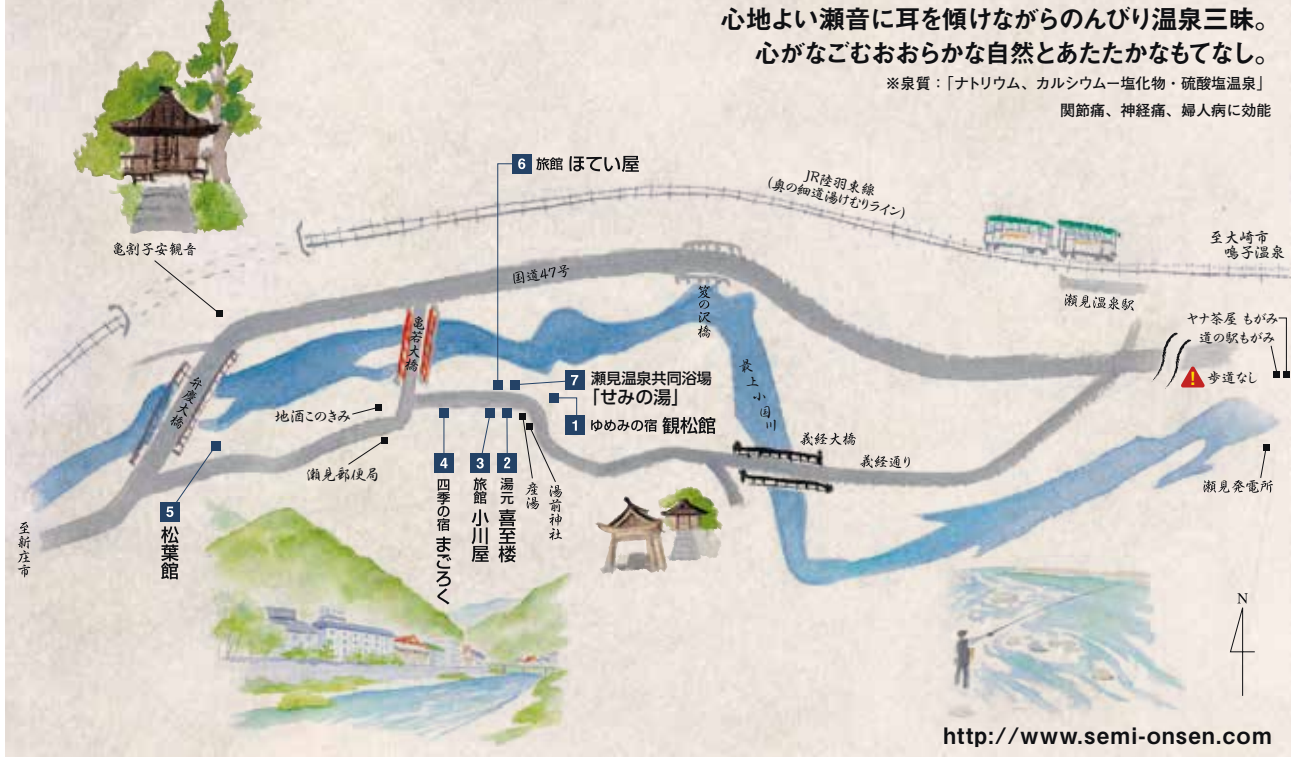 心地よい瀬音に耳を傾けながらのんびり温泉三昧。
心がなごむおおらかな自然とあたたかなもてなし。
※泉質：「ナトリウム、カルシウムー塩化物・硫酸塩温泉」
関節痛、神経痛、婦人病に効能
6 旅館 ほてい屋
JR陸羽東線
(奥の細道湯けむりライン)
至大崎市
鳴子温泉
亀割子安観音
国道47号
笈の沢橋
瀬見温泉駅
ヤナ茶屋 もがみ
道の駅もがみ
歩道なし
亀若大橋
弁慶大橋
7 瀬見温泉共同浴場
「せみの湯」
1 ゆめみの宿 観松館
最上小国川
地酒このきみ
瀬見郵便局
義経大橋
義経通り
瀬見発電所
4 四季の宿 まごろく
3 旅館 小川屋
2 湯元 喜至楼
産湯
湯前神社
5 松葉館
至新庄市
N
http://www.semi-onsen.com